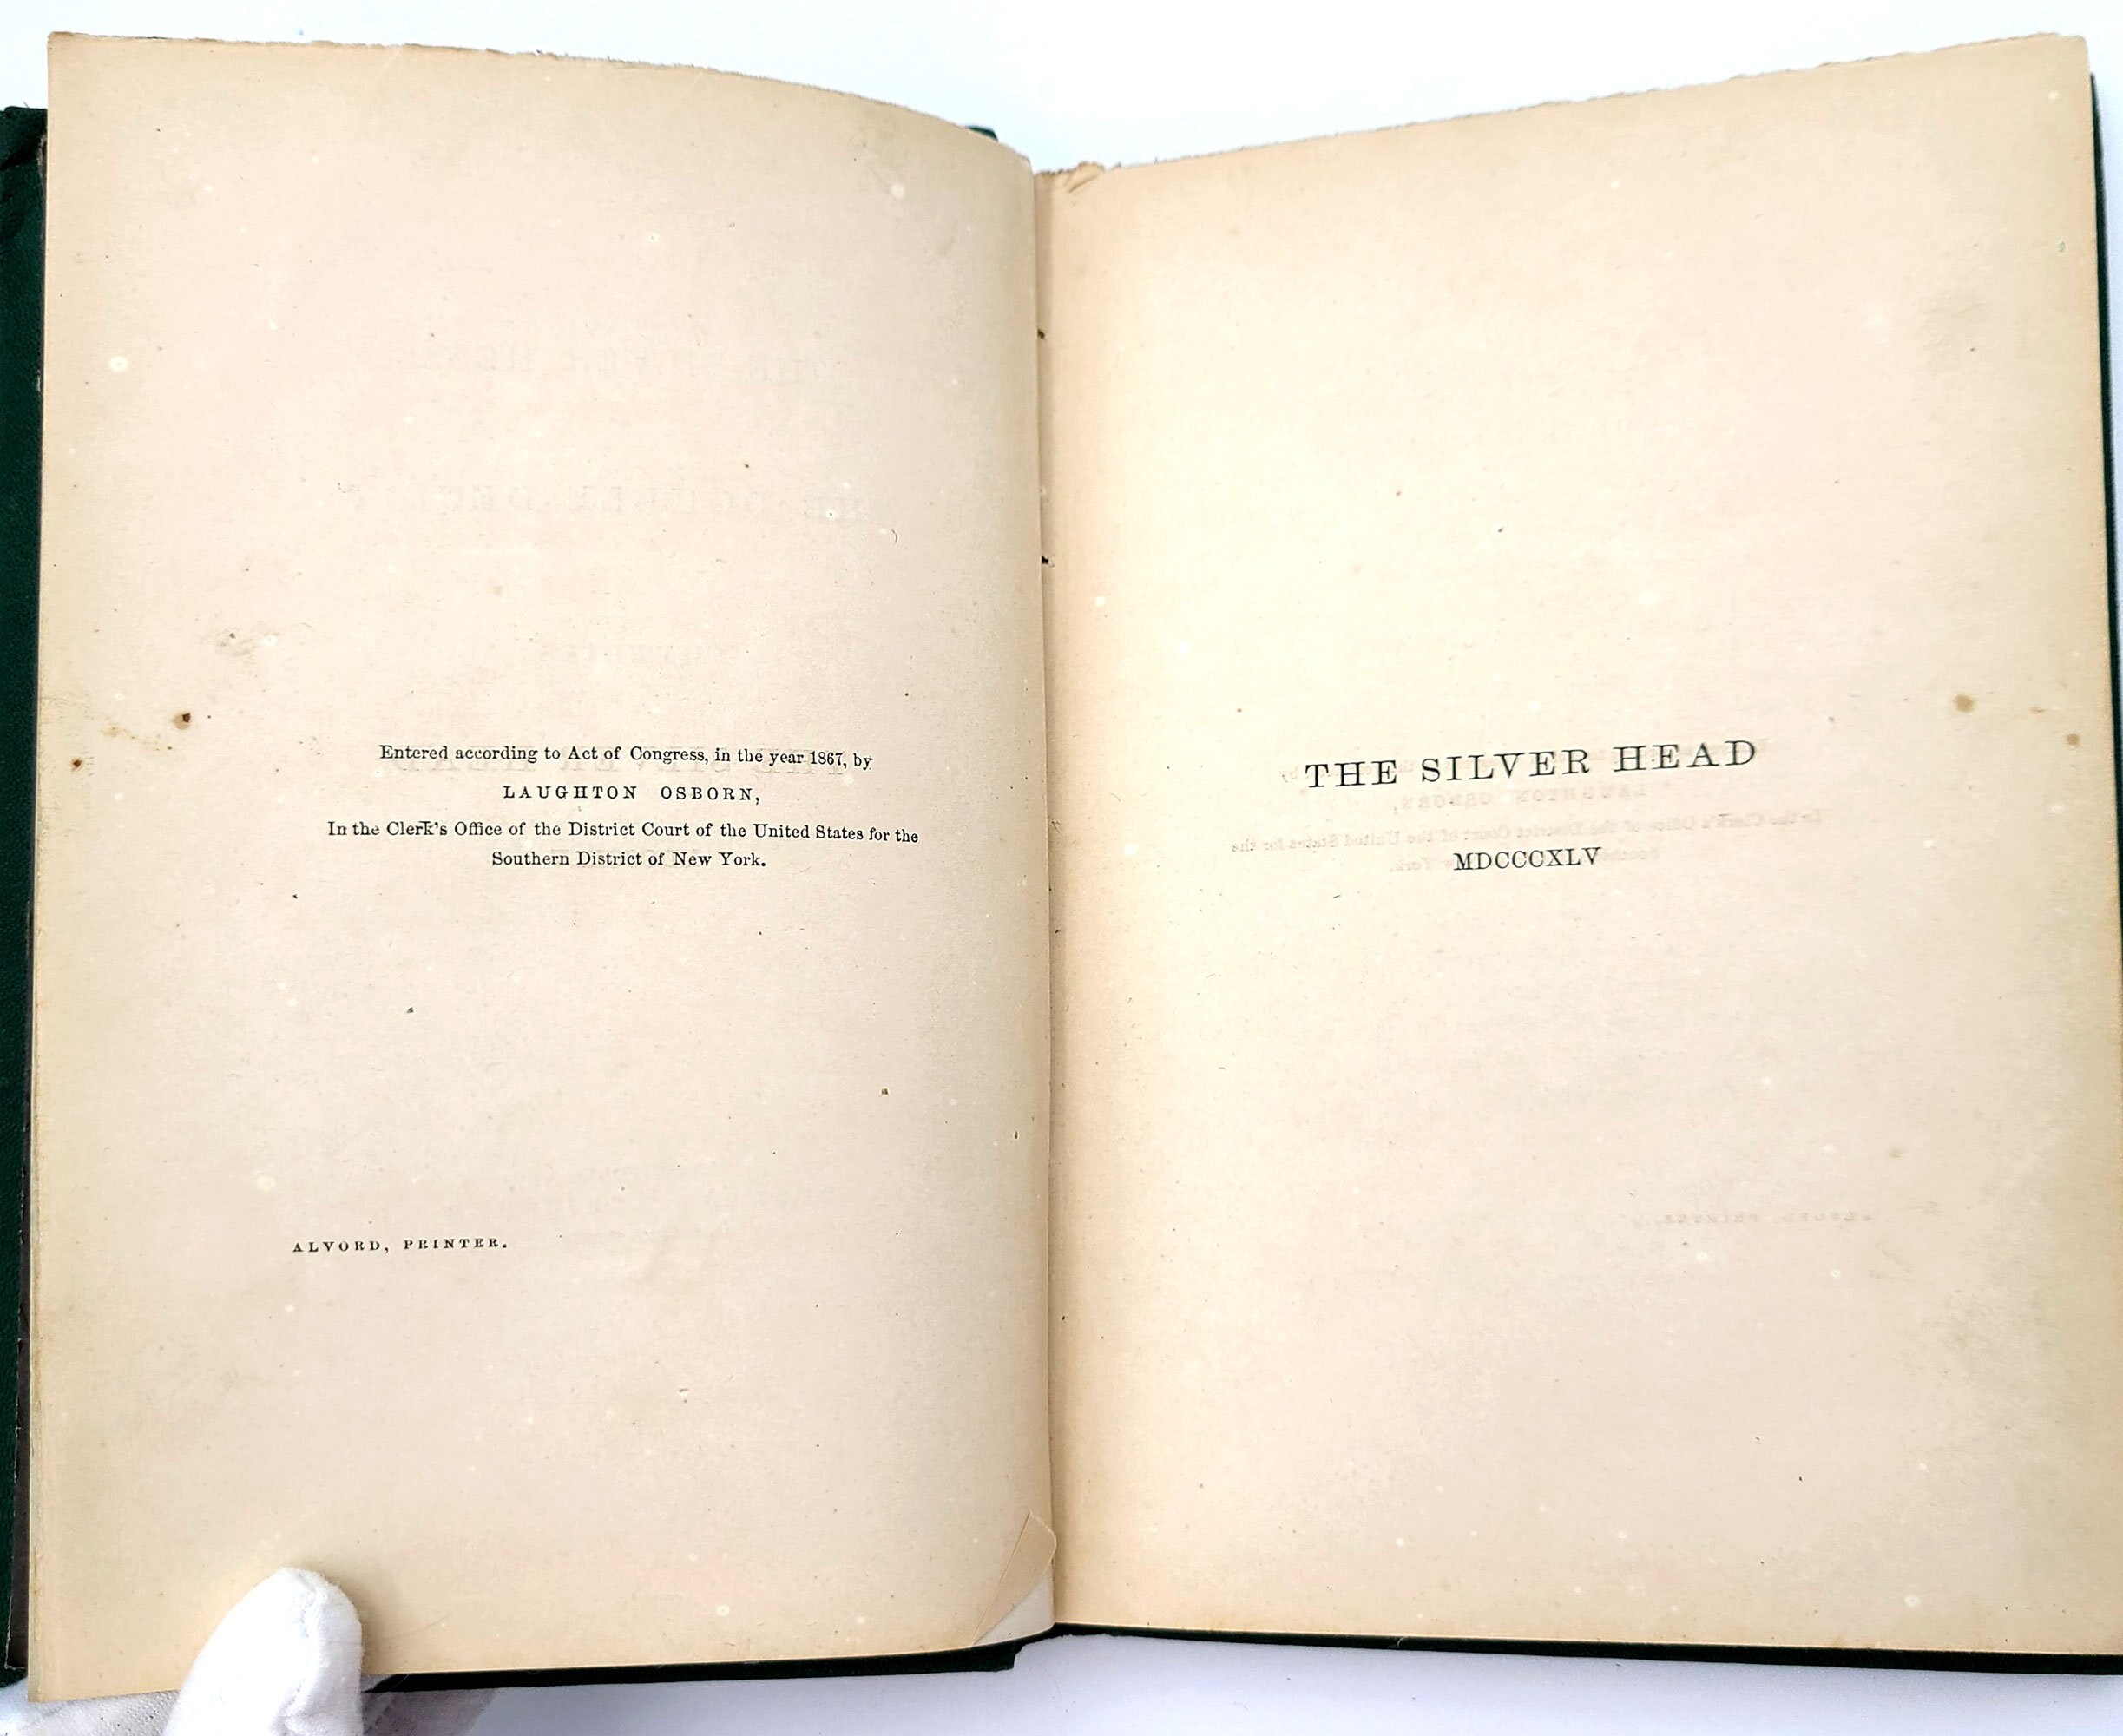 Entered according to Act of Congress, in the year 1867, by
LAUGHTON OSBORN,
In the Clerk's Office of the District Court of the United States for the
Southern District of New York.
ALVORD, PRINTER.
THE SILVER HEAD
MDCCCXLV